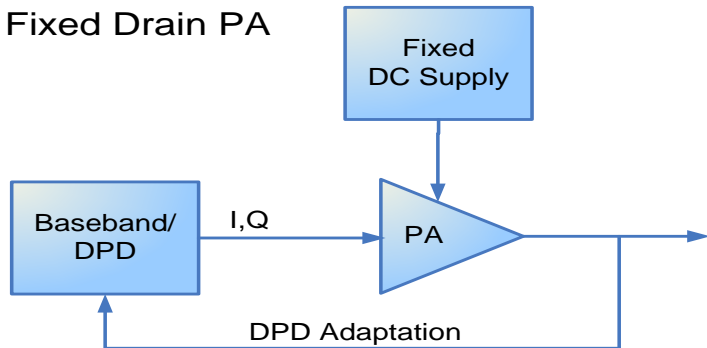 Fixed Drain PA
Fixed
DC Supply
Baseband/
DPD
I,Q
PA
DPD Adaptation